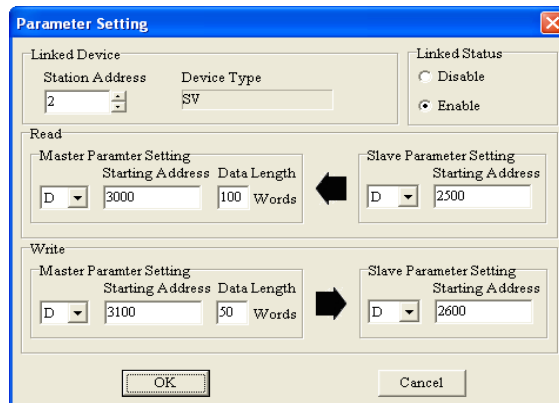 Parameter Setting
Linked Device
Station Address Device Type
2 SV
Linked Status
Disable
Enable
Read
Master Paramter Setting
Starting Address Data Length
D 3000 100 Words
Slave Parameter Setting
Starting Address
D 2500
Write
Master Paramter Setting
Starting Address Data Length
D 3100 50 Words
Slave Parameter Setting
Starting Address
D 2600
OK Cancel